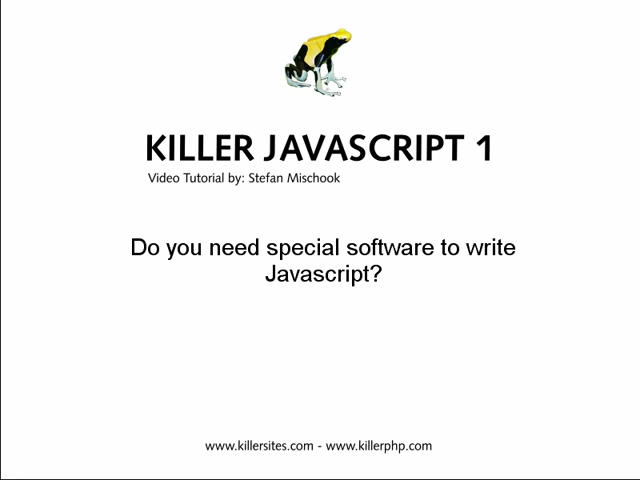 KILLER JAVASCRIPT 1
Video Tutorial by: Stefan Mischook
Do you need special software to write
Javascript?
www.killersites.com - www.killerphp.com